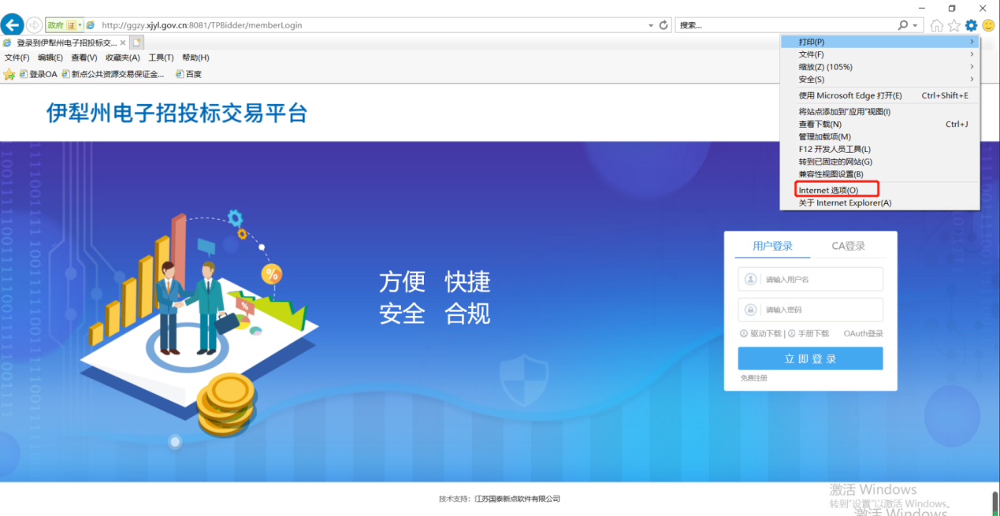 政府 证 http://ggzy.xjyl.gov.cn:8081/TPBidder/memberLogin 搜索...
登录到伊犁州电子招投标交...
文件(F) 编辑(E) 查看(V) 收藏夹(A) 工具(T) 帮助(H)
登录OA 新点公共资源交易保证金... 百度
打印(P)
文件(F)
缩放(Z) (105%)
安全(S)
使用 Microsoft Edge 打开(E) Ctrl+Shift+E
将站点添加到"应用"视图(I)
查看下载(N) Ctrl+J
管理加载项(M)
F12 开发人员工具(L)
转到已固定的网站(G)
兼容性视图设置(B)
Internet 选项(O)
关于 Internet Explorer(A)
伊犁州电子招投标交易平台
方便 快捷
安全 合规
%
%
用户登录 CA登录
请输入用户名
请输入密码
驱动下载 | 手册下载 OAuth登录
立即登录
免费注册
技术支持：江苏国泰新点软件有限公司
激活 Windows
转到"设置"以激活 Windows。
激活 Windows